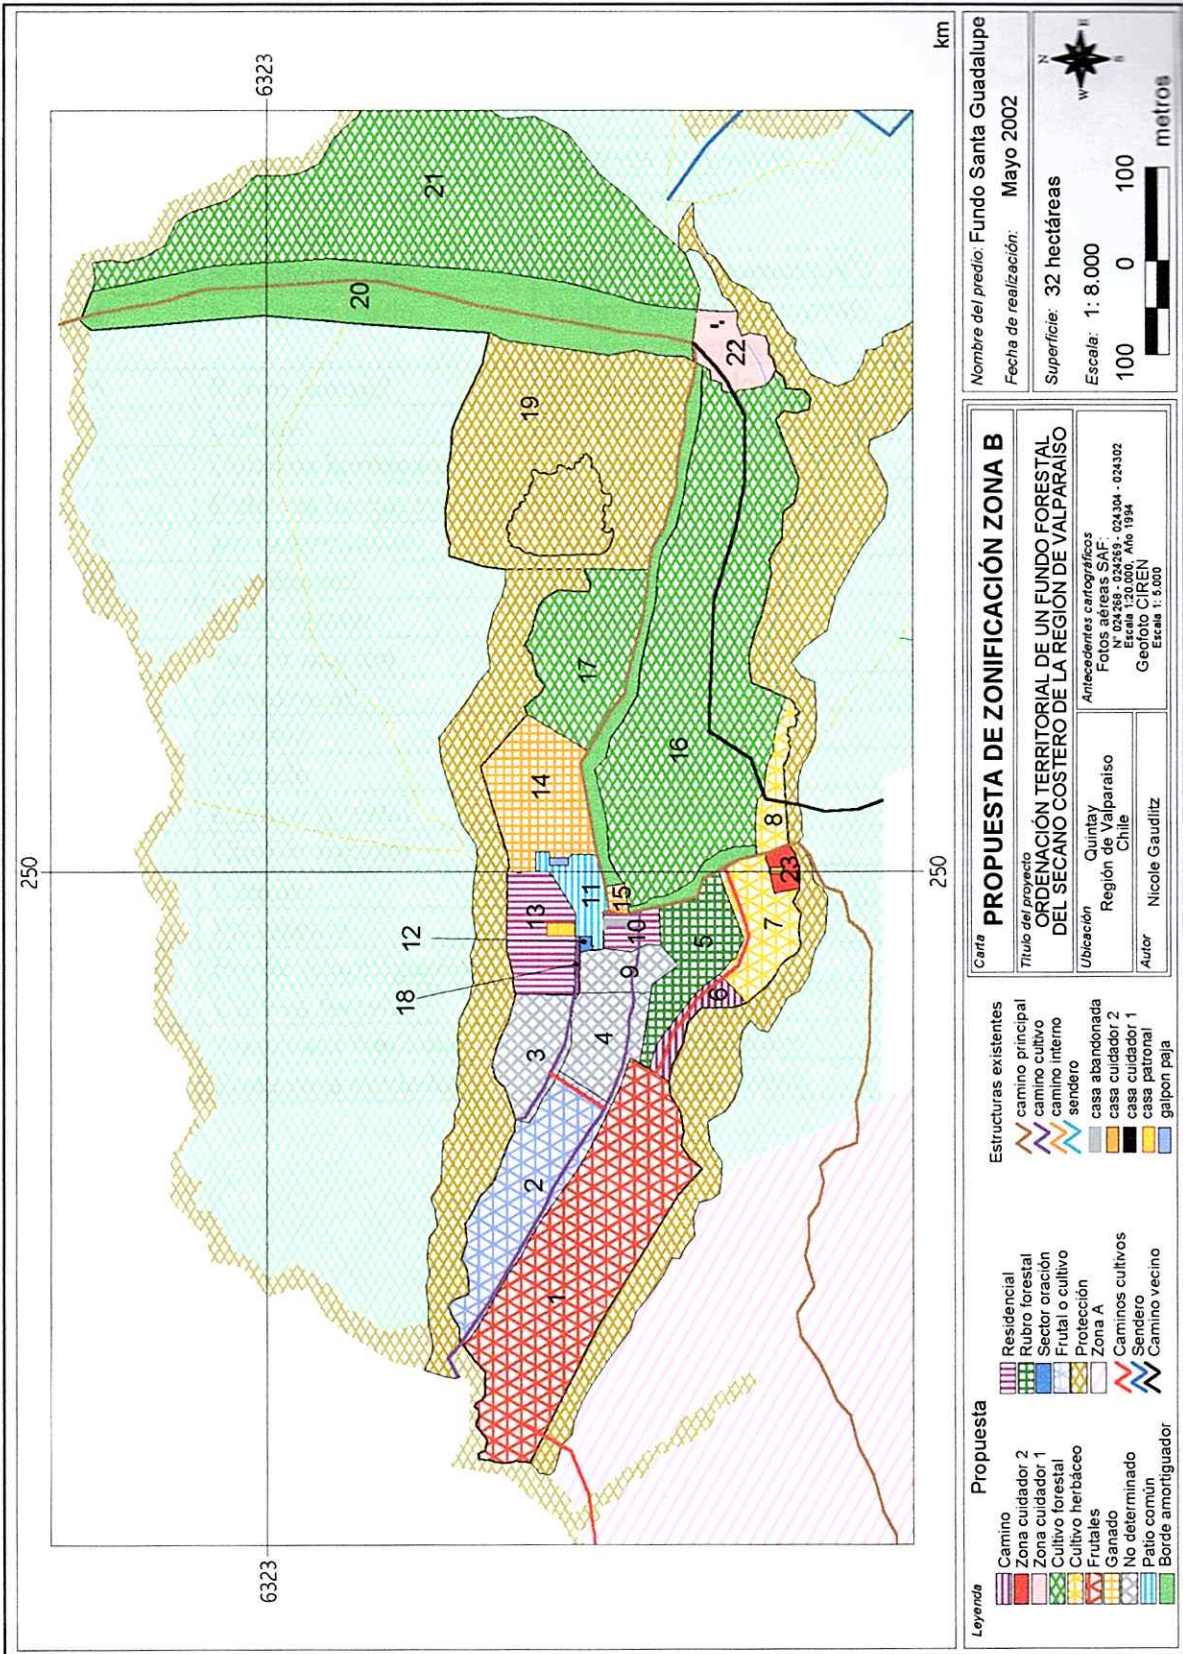 6323
250
km
21
20
19
22
17
16
14
13
12
11
15
10
18
9
5
6
7
8
23
3
4
2
1
6323
250
Leyenda
Propuesta
Camino
Zona cuidador 2
Zona cuidador 1
Cultivo forestal
Cultivo herbáceo
Frutales
Ganado
No determinado
Patio común
Borde amortiguador
Residencial
Rubro forestal
Sector oración
Frutal o cultivo
Protección
Zona A
Caminos cultivos
Sendero
Camino vecino
Estructuras existentes
camino principal
camino cultivo
camino interno
sendero
casa abandonada
casa cuidador 2
casa cuidador 1
casa patronal
galpon paja
Carta PROPUESTA DE ZONIFICACIÓN ZONA B
Título del proyecto
ORDENACIÓN TERRITORIAL DE UN FUNDO FORESTAL
DEL SECANO COSTERO DE LA REGIÓN DE VALPARAÍSO
Ubicación Quintay
Región de Valparaíso
Chile
Autor Nicole Gaudlitz
Antecedentes cartográficos
Fotos aéreas SAF:
N° 024268 - 024269 - 024304 - 024302
Escala 1:20.000, Año 1994
Geofoto CIREN
Escala 1: 5.000
Nombre del predio: Fundo Santa Guadalupe
Fecha de realización: Mayo 2002
Superficie: 32 hectáreas
Escala: 1: 8.000
100 0 100
metros
N
W E
S